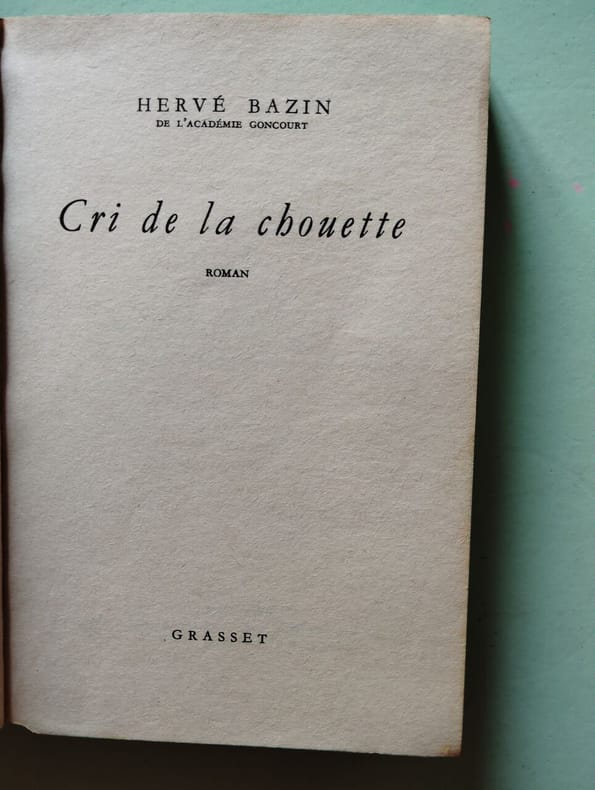 HERVÉ BAZIN
DE L'ACADÉMIE GONCOURT
Cri de la chouette
ROMAN
GRASSET